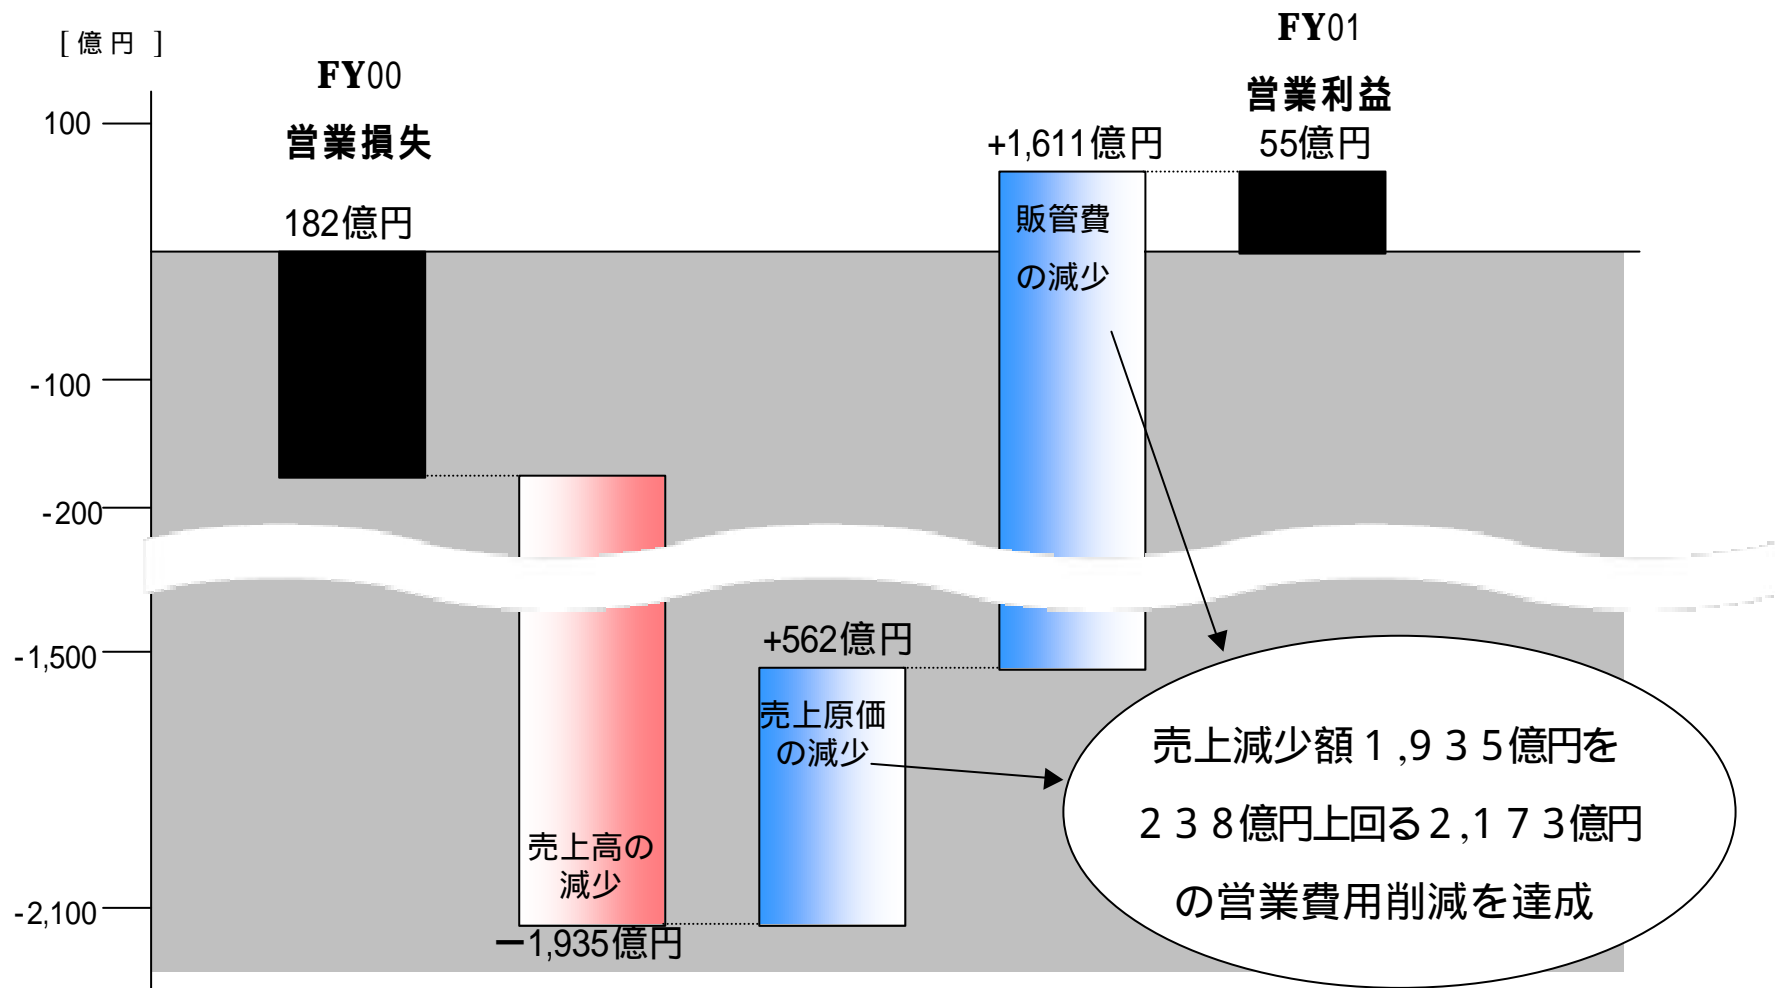 [億円 ]
FY00
営業損失
182億円
FY01
営業利益
55億円
+1,611億円
販管費
の減少
100
-100
-200
-1,500
-2,100
+562億円
売上原価
の減少
売上高の
減少
ー1,935億円
売上減少額１,９３５億円を
２３８億円上回る２,１７３億円
の営業費用削減を達成